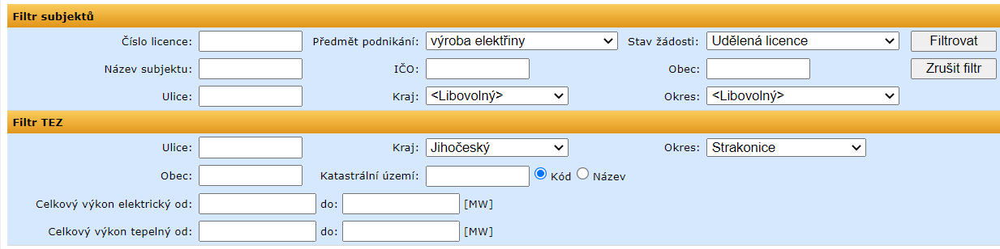 Filtr subjektů
Číslo licence: Předmět podnikání: výroba elektřiny Stav žádosti: Udělená licence Filtrovat
Název subjektu: IČO: Obec: Zrušit filtr
Ulice: Kraj: <Libovolný> Okres: <Libovolný>
Filtr TEZ
Ulice: Kraj: Jihočeský Okres: Strakonice
Obec: Katastrální území: Kód Název
Celkový výkon elektrický od: do: [MW]
Celkový výkon tepelný od: do: [MW]